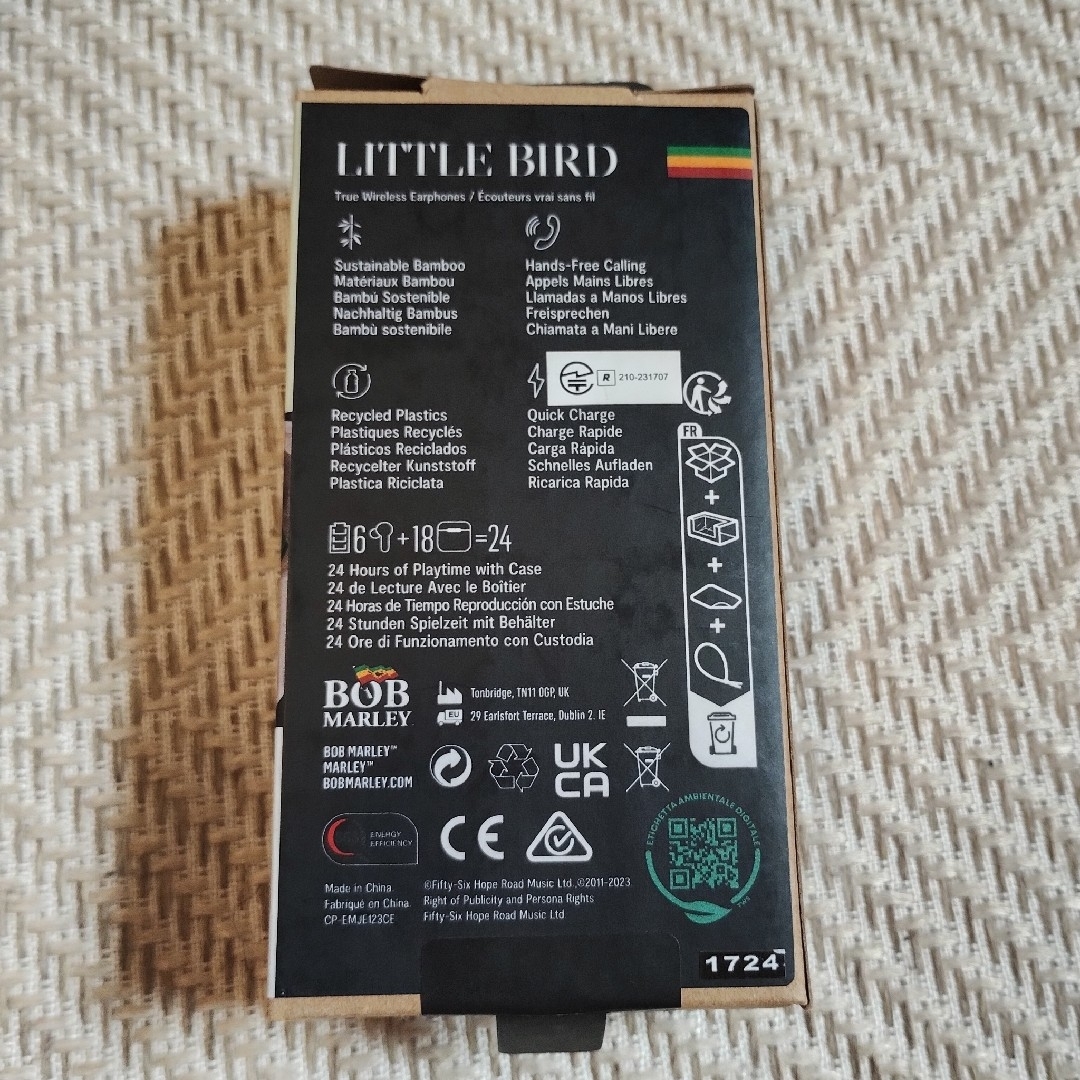 LITTLE BIRD
True Wireless Earphones / Écouteurs vrai sans fil
Sustainable Bamboo
Matériaux Bambou
Bambú Sostenible
Nachhaltig Bambus
Bambù sostenibile
Hands-Free Calling
Appels Mains Libres
Llamadas a Manos Libres
Freisprechen
Chiamata a Mani Libere
R 210-231707
Recycled Plastics
Plastiques Recyclés
Plásticos Reciclados
Recycelter Kunststoff
Plastica Riciclata
Quick Charge
Charge Rapide
Carga Rápida
Schnelles Aufladen
Ricarica Rapida
FR
+
+
+
6+18=24
24 Hours of Playtime with Case
24 de Lecture Avec le Boîtier
24 Horas de Tiempo Reproducción con Estuche
24 Stunden Spielzeit mit Behälter
24 Ore di Funzionamento con Custodia
BOB
MARLEY
Tonbridge, TN11 0GP, UK
EU 29 Earlsfort Terrace, Dublin 2. IE
BOB MARLEY™
MARLEY™
BOBMARLEY.COM
UK
CA
ENERGY
EFFICIENCY
CE
ETICHETTA AMBIENTALE DIGITALE
Made in China.
Fabriqué en China.
CP-EMJE123CE
©Fifty-Six Hope Road Music Ltd.,℗2011-2023
Right of Publicity and Persona Rights
Fifty-Six Hope Road Music Ltd
1724